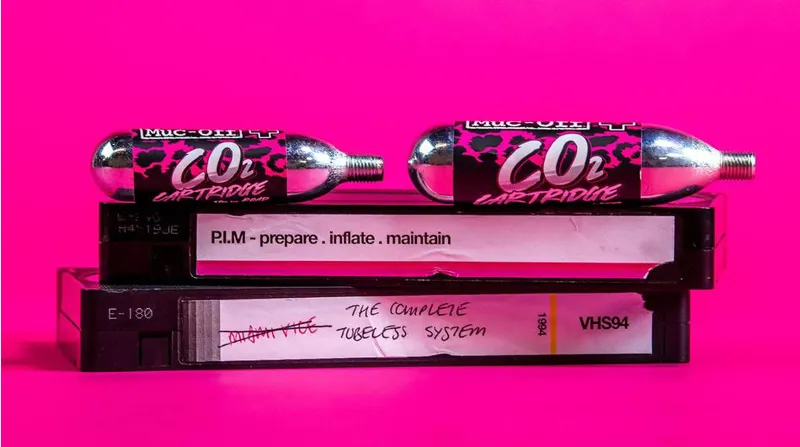 Muc-Off
CO2
CARTRIDGE
Muc-Off
CO2
CARTRIDGE
P.I.M - prepare . inflate . maintain
E-180
MIAMI VICE
THE COMPLETE
TUBELESS SYSTEM
1994
VHS94